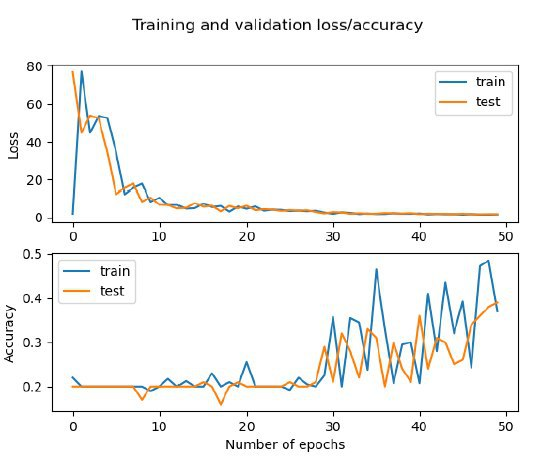 Training and validation loss/accuracy
80
60
40
20
0
Loss
train
test
0 10 20 30 40 50
0.5
0.4
0.3
0.2
Accuracy
train
test
0 10 20 30 40 50
Number of epochs